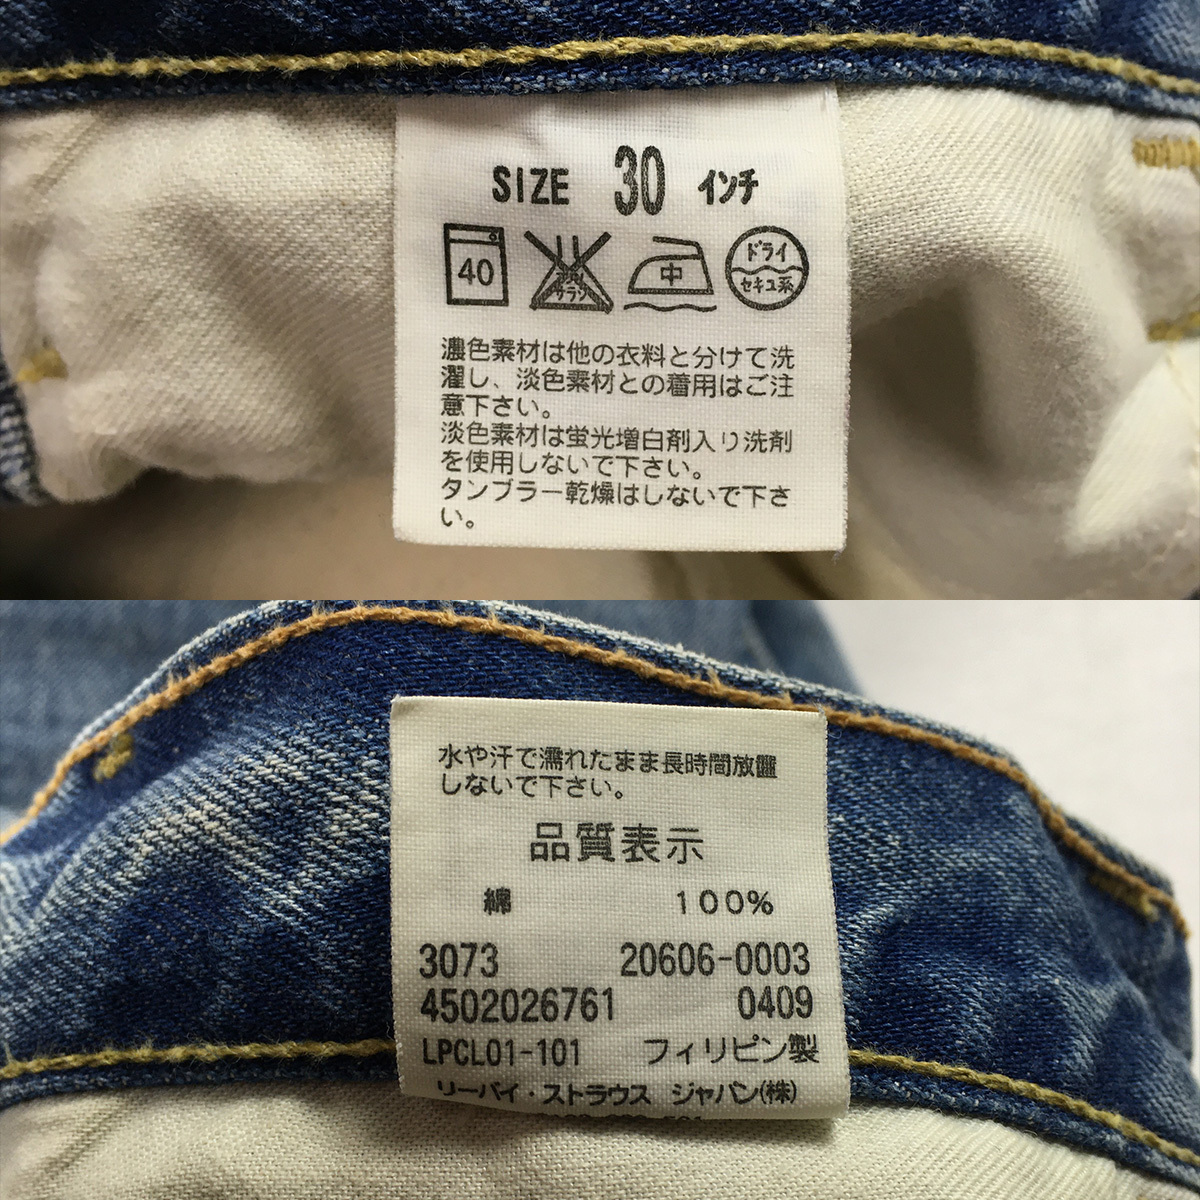 SIZE 30 インチ
40 中 ドライ
サラシ セキユ系
濃色素材は他の衣料と分けて洗
濯し、淡色素材との着用はご注
意下さい。
淡色素材は蛍光増白剤入り洗剤
を使用しないで下さい。
タンブラー乾燥はしないで下さ
い。
水や汗で濡れたまま長時間放置
しないで下さい。
品質表示
綿 100%
3073 20606-0003
4502026761 0409
LPCL01-101 フィリピン製
リーバイ・ストラウス ジャパン(株)